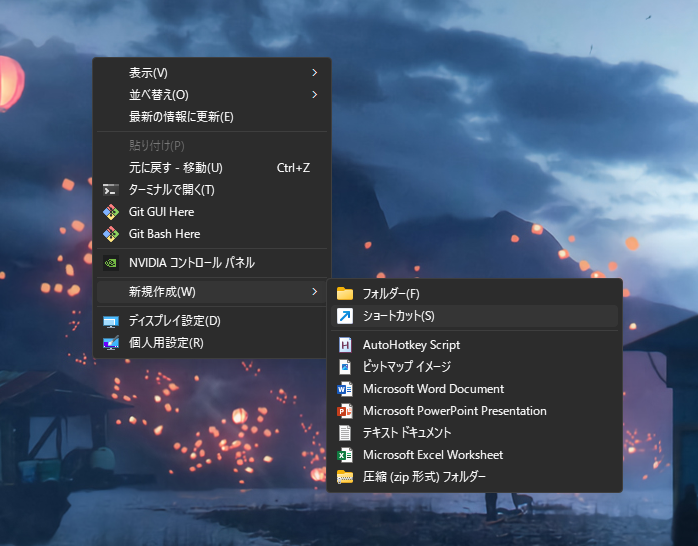 表示(V)
並べ替え(O)
最新の情報に更新(E)
貼り付け(P)
元に戻す - 移動(U) Ctrl+Z
ターミナルで開く(T)
Git GUI Here
Git Bash Here
NVIDIA コントロール パネル
新規作成(W)
ディスプレイ設定(D)
個人用設定(R)
フォルダー(F)
ショートカット(S)
AutoHotkey Script
ビットマップ イメージ
Microsoft Word Document
Microsoft PowerPoint Presentation
テキスト ドキュメント
Microsoft Excel Worksheet
圧縮 (zip 形式) フォルダー